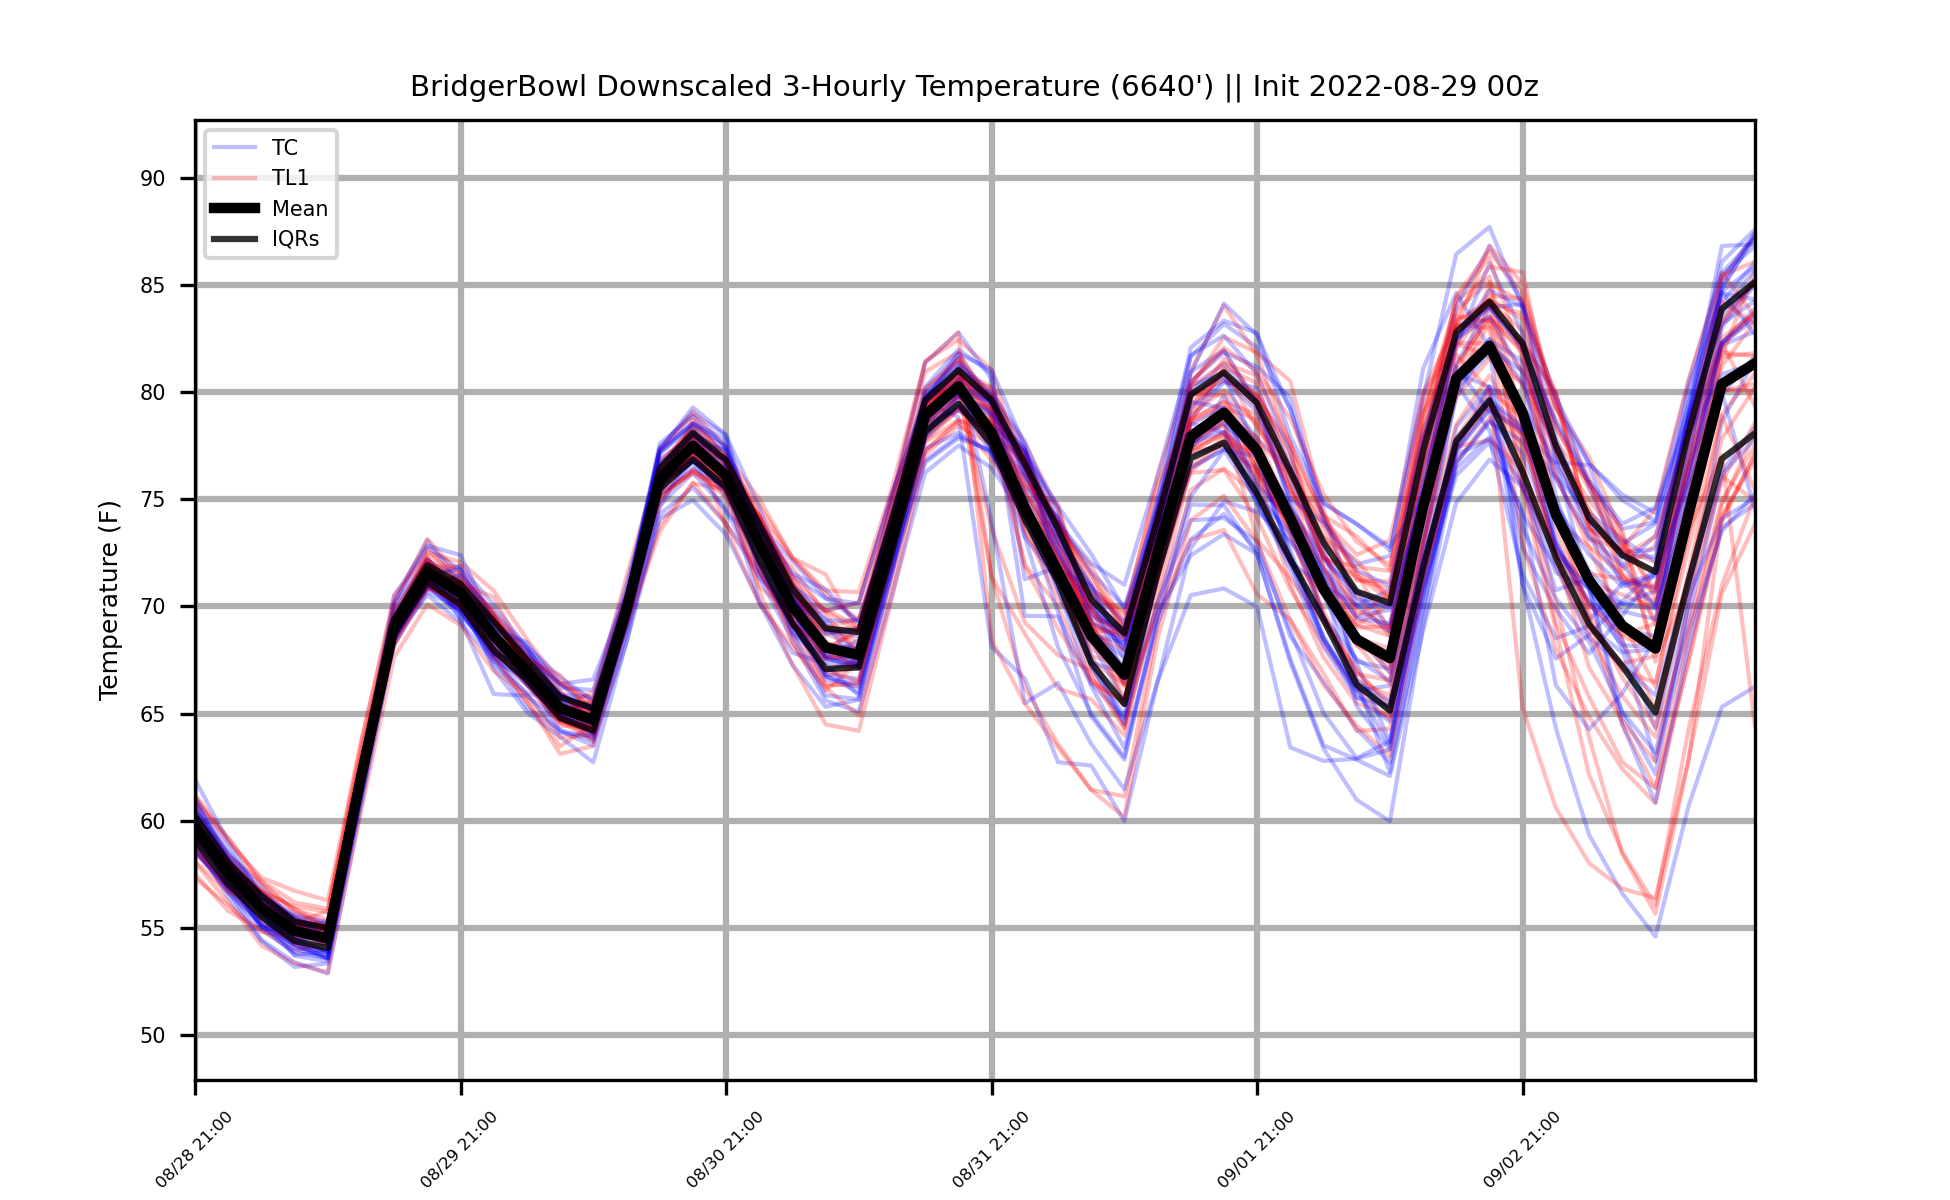 BridgerBowl Downscaled 3-Hourly Temperature (6640') || Init 2022-08-29 00z
TC
TL1
Mean
IQRs
Temperature (F)
90
85
80
75
70
65
60
55
50
08/28 21:00
08/29 21:00
08/30 21:00
08/31 21:00
09/01 21:00
09/02 21:00